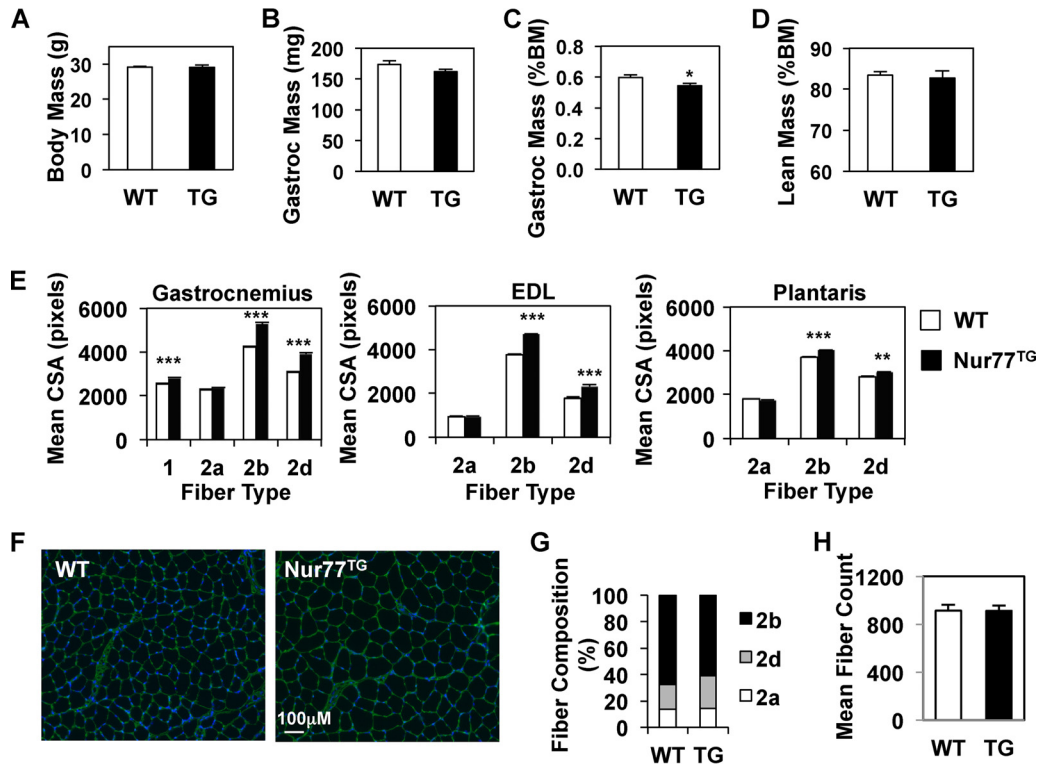 A
Body Mass (g)
40
30
20
10
0
WT TG
B
Gastroc Mass (mg)
200
150
100
50
0
WT TG
C
Gastroc Mass (%BM)
0.8
0.6
0.4
0.2
0.0
*
WT TG
D
Lean Mass (%BM)
90
80
70
60
WT TG
E
Gastrocnemius
Mean CSA (pixels)
6000
4000
2000
0
***
***
***
1 2a 2b 2d
Fiber Type
EDL
Mean CSA (pixels)
6000
4000
2000
0
***
***
2a 2b 2d
Fiber Type
Plantaris
Mean CSA (pixels)
6000
4000
2000
0
***
**
2a 2b 2d
Fiber Type
WT
Nur77TG
F
WT
Nur77TG
100µM
G
Fiber Composition
(%)
100
80
60
40
20
0
WT TG
2b
2d
2a
H
Mean Fiber Count
1200
800
400
0
WT TG